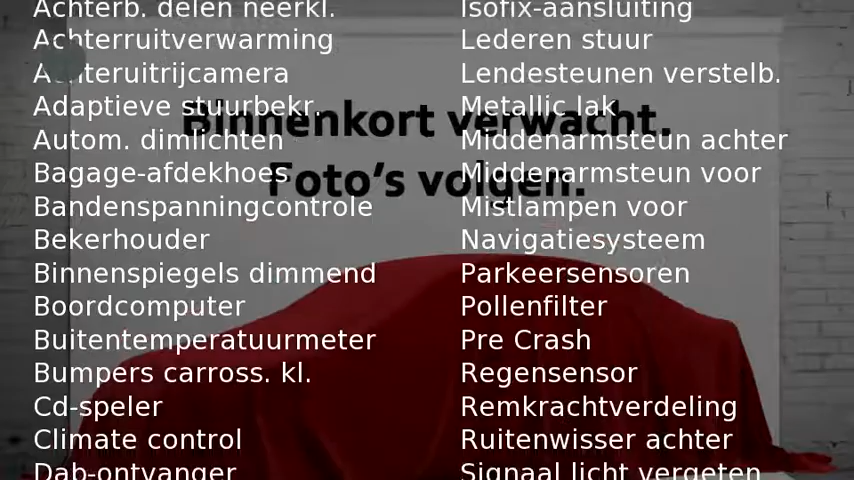 Achterb. delen neerkl.
Achterruitverwarming
Achteruitrijcamera
Adaptieve stuurbekr.
Autom. dimlichten
Bagage-afdekhoes
Bandenspanningcontrole
Bekerhouder
Binnenspiegels dimmend
Boordcomputer
Buitentemperatuurmeter
Bumpers carross. kl.
Cd-speler
Climate control
Dab-ontvanger
Isofix-aansluiting
Lederen stuur
Lendesteunen verstelb.
Metallic lak
Middenarmsteun achter
Middenarmsteun voor
Mistlampen voor
Navigatiesysteem
Parkeersensoren
Pollenfilter
Pre Crash
Regensensor
Remkrachtverdeling
Ruitenwisser achter
Signaal licht vergeten
Binnenkort verwacht.
Foto's volgen.